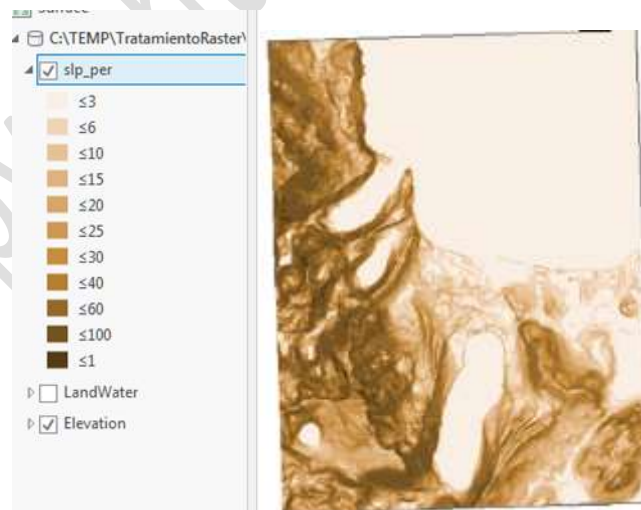 C:\TEMP\TratamientoRaster\
slp_per
≤3
≤6
≤10
≤15
≤20
≤25
≤30
≤40
≤60
≤100
≤1
LandWater
Elevation